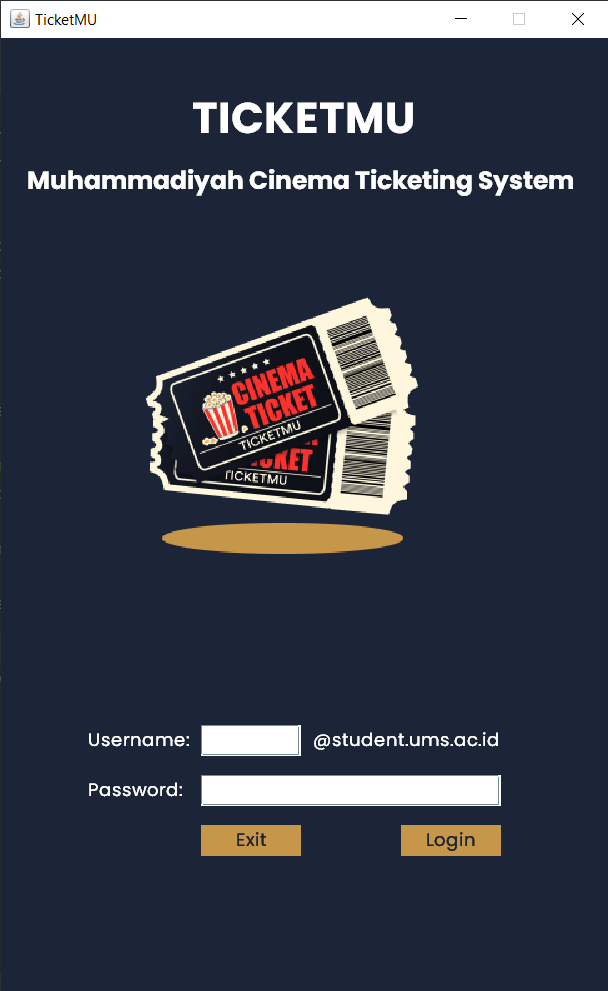 TicketMU
TICKETMU
Muhammadiyah Cinema Ticketing System
CINEMA
TICKET
TICKETMU
TICKETMU
Username:
@student.ums.ac.id
Password:
Exit
Login